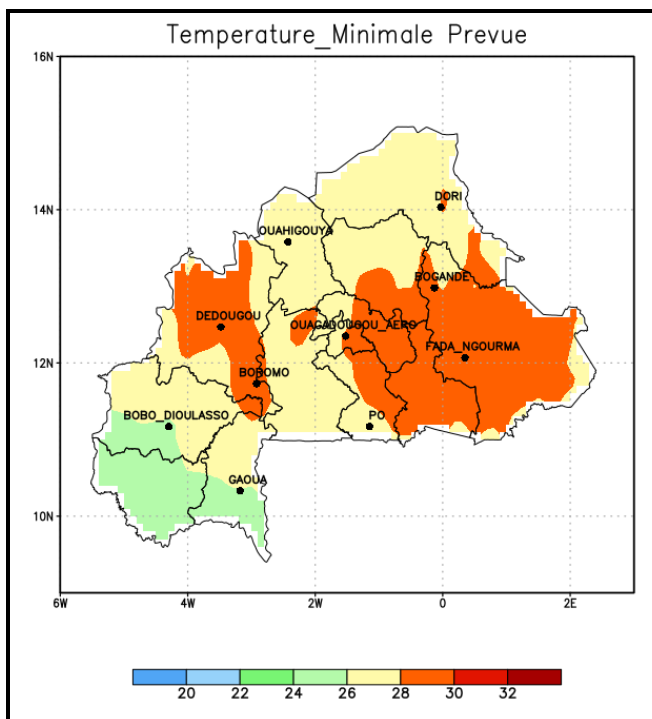 Temperature_Minimale Prevue
16N
14N
12N
10N
DORI
OUAHIGOUYA
BOGANDE
DEDOUGOU
OUAGADOUGOU_AERO
FADA_NGOURMA
BOROMO
BOBO_DIOULASSO
PO
GAOUA
6W 4W 2W 0 2E
20 22 24 26 28 30 32